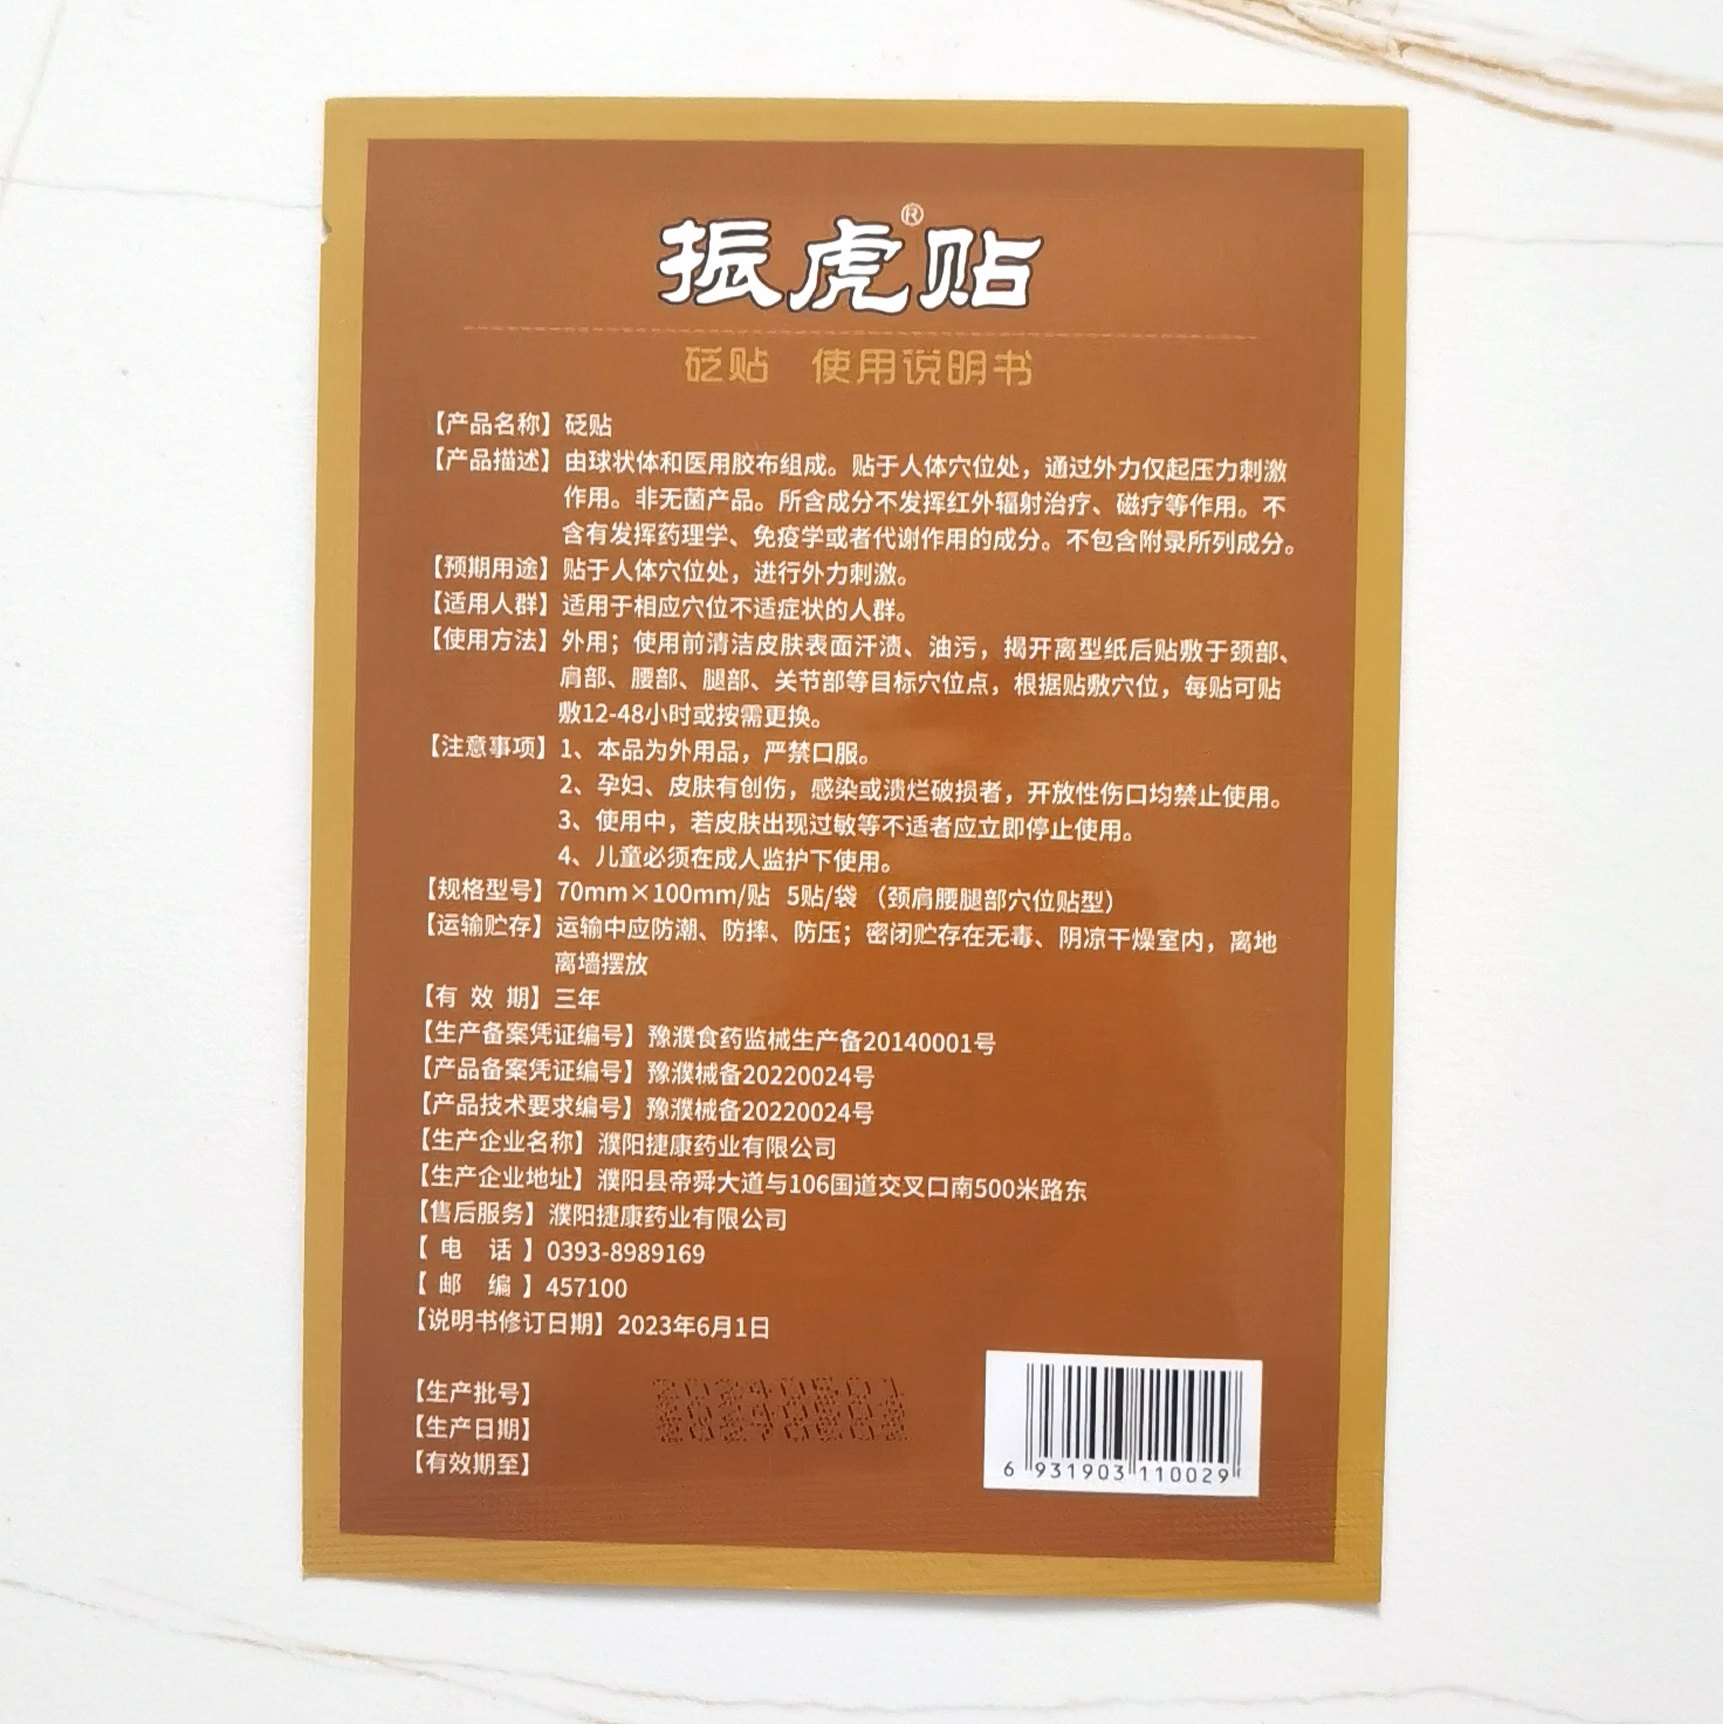 振虎®贴
砭贴 使用说明书
【产品名称】砭贴
【产品描述】由球状体和医用胶布组成。贴于人体穴位处，通过外力仅起压力刺激
作用。非无菌产品。所含成分不发挥红外辐射治疗、磁疗等作用。不
含有发挥药理学、免疫学或者代谢作用的成分。不包含附录所列成分。
【预期用途】贴于人体穴位处，进行外力刺激。
【适用人群】适用于相应穴位不适症状的人群。
【使用方法】外用；使用前清洁皮肤表面汗渍、油污，揭开离型纸后贴敷于颈部、
肩部、腰部、腿部、关节部等目标穴位点，根据贴敷穴位，每贴可贴
敷12-48小时或按需更换。
【注意事项】1、本品为外用品，严禁口服。
2、孕妇、皮肤有创伤，感染或溃烂破损者，开放性伤口均禁止使用。
3、使用中，若皮肤出现过敏等不适者应立即停止使用。
4、儿童必须在成人监护下使用。
【规格型号】70mm×100mm/贴 5贴/袋 （颈肩腰腿部穴位贴型）
【运输贮存】运输中应防潮、防摔、防压；密闭贮存在无毒、阴凉干燥室内，离地
离墙摆放
【有 效 期】三年
【生产备案凭证编号】豫濮食药监械生产备20140001号
【产品备案凭证编号】豫濮械备20220024号
【产品技术要求编号】豫濮械备20220024号
【生产企业名称】濮阳捷康药业有限公司
【生产企业地址】濮阳县帝舜大道与106国道交叉口南500米路东
【售后服务】濮阳捷康药业有限公司
【 电 话 】0393-8989169
【 邮 编 】457100
【说明书修订日期】2023年6月1日
【生产批号】
【生产日期】
【有效期至】
6 931903 110029